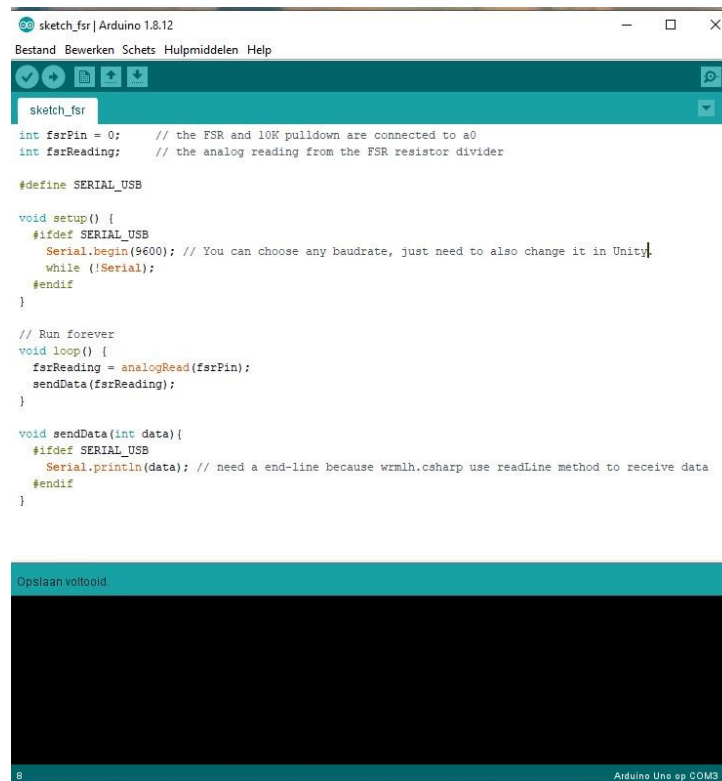 sketch_fsr | Arduino 1.8.12
Bestand Bewerken Schets Hulpmiddelen Help
sketch_fsr
int fsrPin = 0;     // the FSR and 10K pulldown are connected to a0
int fsrReading;     // the analog reading from the FSR resistor divider
#define SERIAL_USB
void setup() {
  #ifdef SERIAL_USB
    Serial.begin(9600); // You can choose any baudrate, just need to also change it in Unity.
    while (!Serial);
  #endif
}
// Run forever
void loop() {
  fsrReading = analogRead(fsrPin);
  sendData(fsrReading);
}
void sendData(int data){
  #ifdef SERIAL_USB
    Serial.println(data); // need a end-line because wrmlh.csharp use readLine method to receive data
  #endif
}
Opslaan voltooid.
8 Arduino Uno op COM3